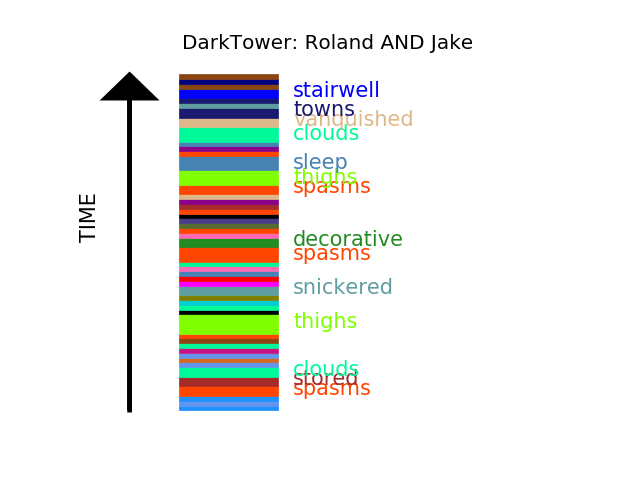 DarkTower: Roland AND Jake
stairwell
towns
vanquished
clouds
sleep
thighs
spasms
decorative
spasms
snickered
thighs
clouds
stored
spasms
TIME